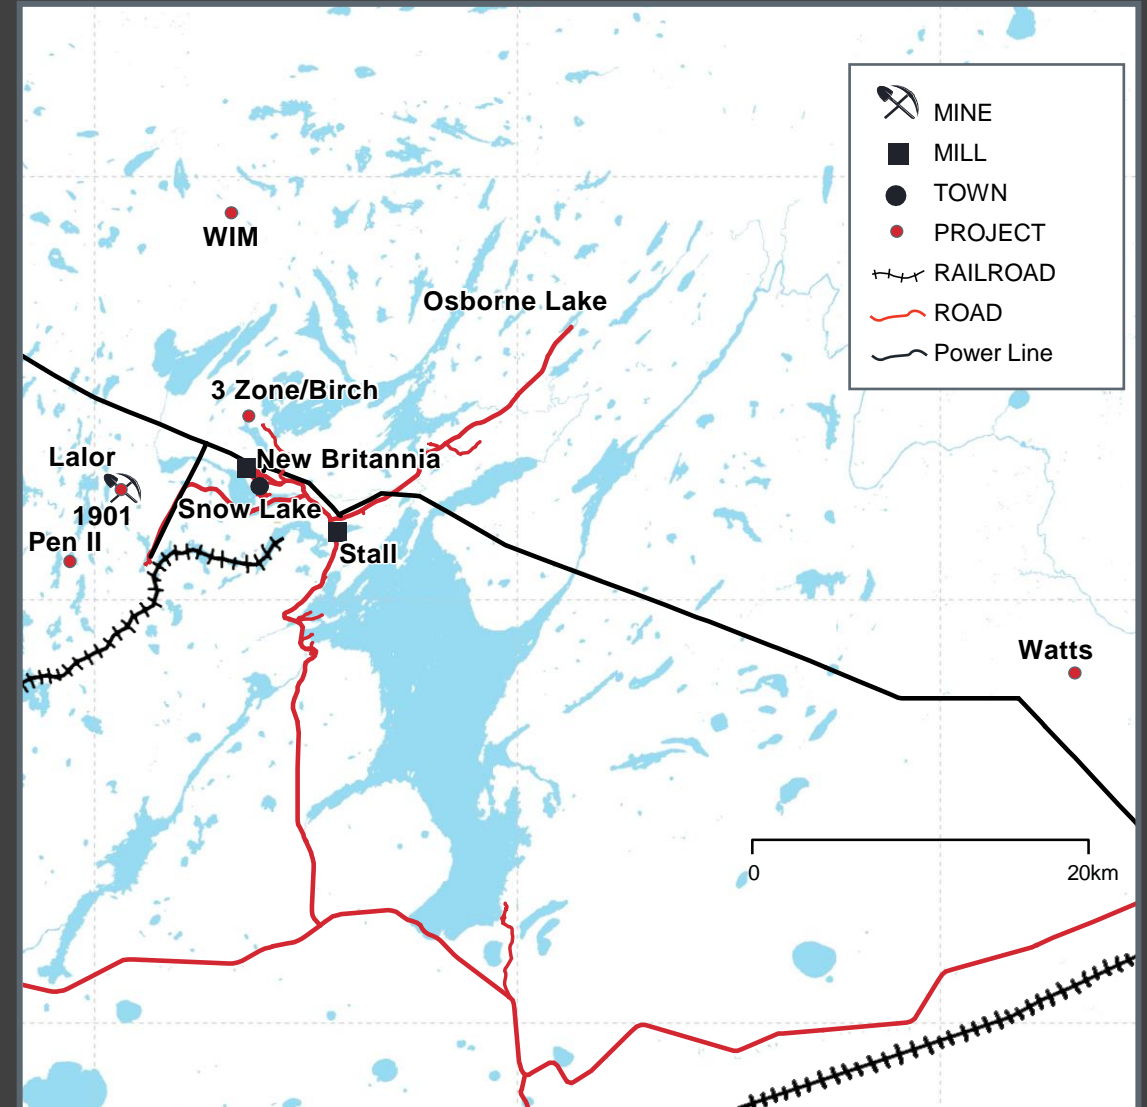 MINE
MILL
TOWN
PROJECT
RAILROAD
ROAD
Power Line
WIM
Osborne Lake
3 Zone/Birch
Lalor
New Britannia
1901
Snow Lake
Pen II
Stall
Watts
0 20km